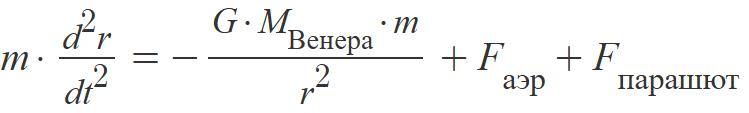 m · d²r/dt² = − G · M_Венера · m / r² + F_аэр + F_парашют